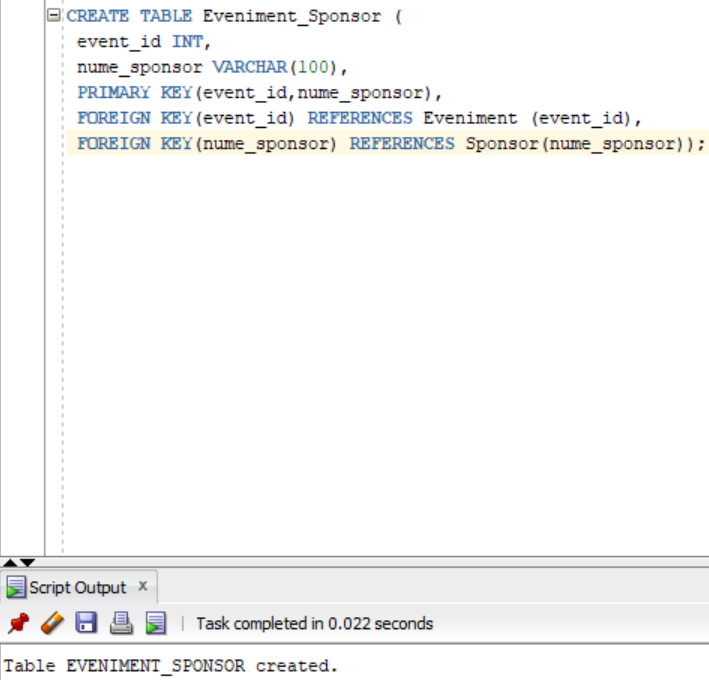 CREATE TABLE Eveniment_Sponsor (
event_id INT,
nume_sponsor VARCHAR(100),
PRIMARY KEY(event_id,nume_sponsor),
FOREIGN KEY(event_id) REFERENCES Eveniment (event_id),
FOREIGN KEY(nume_sponsor) REFERENCES Sponsor(nume_sponsor));
Script Output x
Task completed in 0.022 seconds
Table EVENIMENT_SPONSOR created.